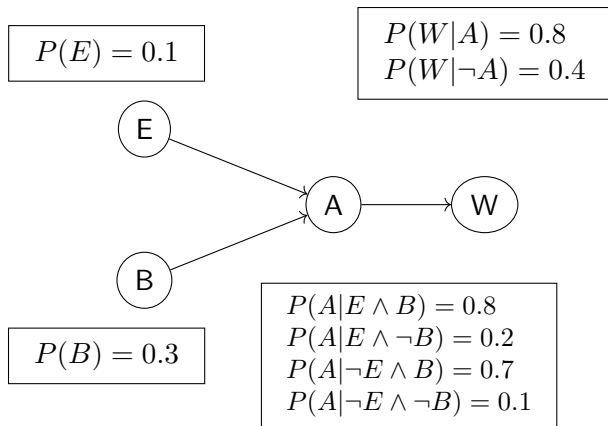 P(E) = 0.1
P(W|A) = 0.8
P(W|¬A) = 0.4
E
A
W
B
P(B) = 0.3
P(A|E ∧ B) = 0.8
P(A|E ∧ ¬B) = 0.2
P(A|¬E ∧ B) = 0.7
P(A|¬E ∧ ¬B) = 0.1